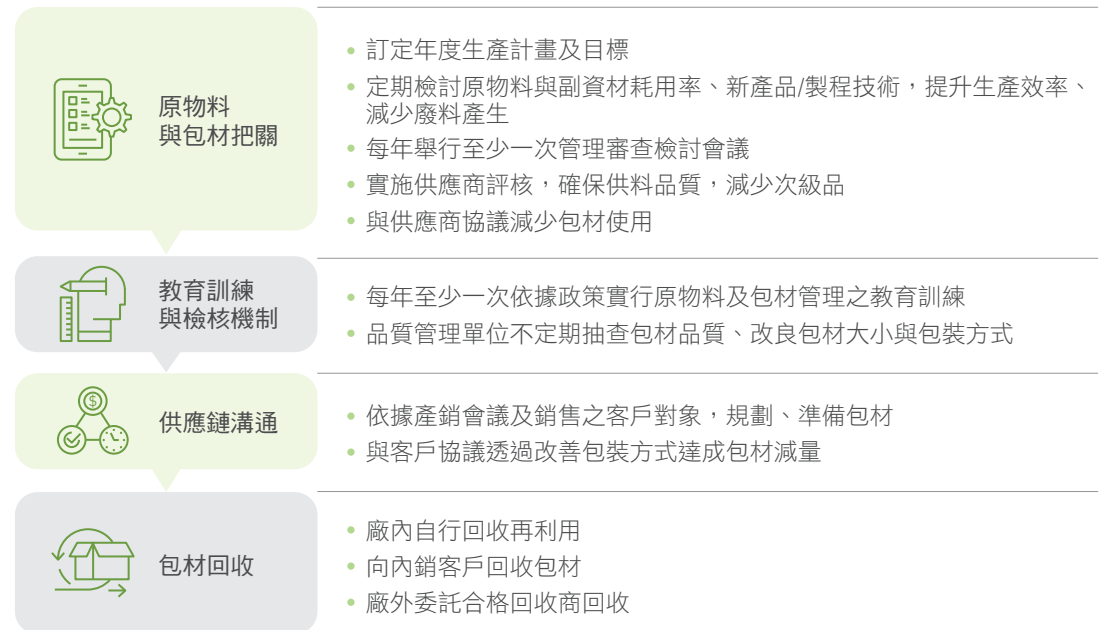 原物料
與包材把關
• 訂定年度生產計畫及目標
• 定期檢討原物料與副資材耗用率、新產品/製程技術，提升生產效率、
減少廢料產生
• 每年舉行至少一次管理審查檢討會議
• 實施供應商評核，確保供料品質，減少次級品
• 與供應商協議減少包材使用
教育訓練
與檢核機制
• 每年至少一次依據政策實行原物料及包材管理之教育訓練
• 品質管理單位不定期抽查包材品質、改良包材大小與包裝方式
$
供應鏈溝通
• 依據產銷會議及銷售之客戶對象，規劃、準備包材
• 與客戶協議透過改善包裝方式達成包材減量
包材回收
• 廠內自行回收再利用
• 向內銷客戶回收包材
• 廠外委託合格回收商回收